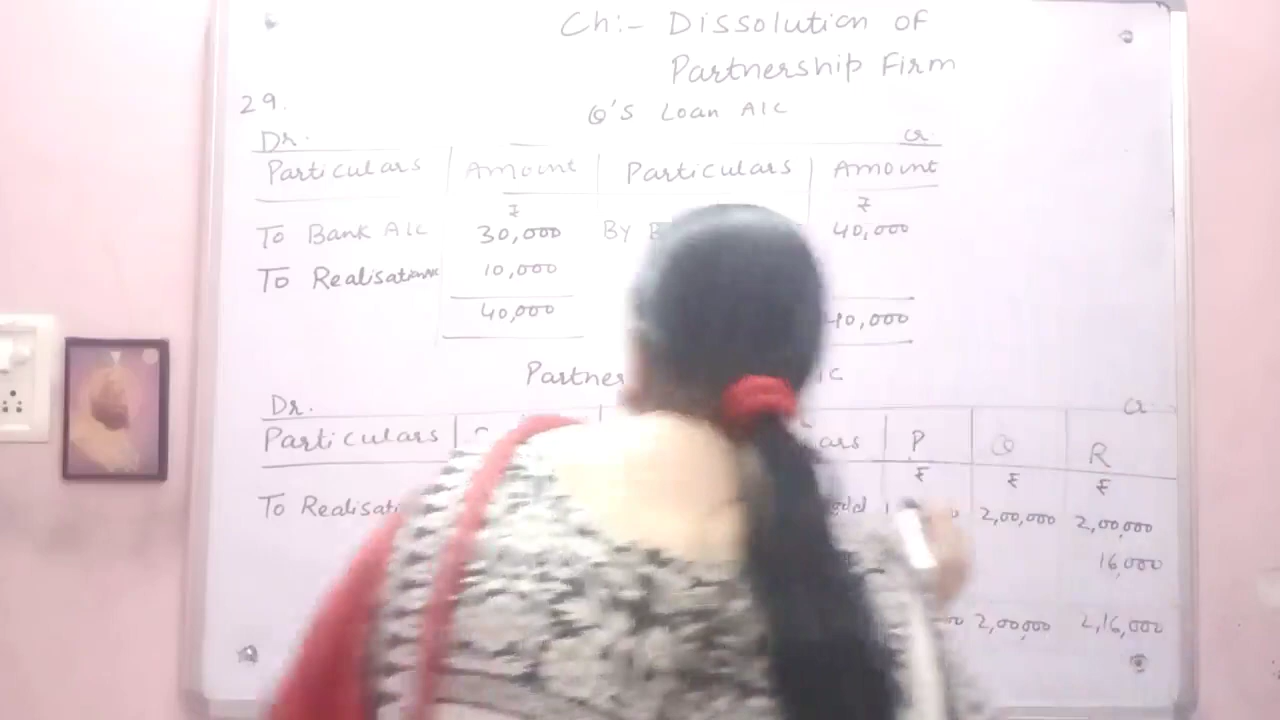 Ch:- Dissolution of
Partnership Firm
29.
Q's Loan A/C
Dr. Cr.
Particulars Amount Particulars Amount
₹ ₹
To Bank A/C 30,000 By 40,000
To Realisation A/C 10,000
40,000 40,000
Dr. Cr.
Particulars P Q R
₹ ₹ ₹
To 2,00,000 2,00,000
16,000
2,00,000 2,16,000